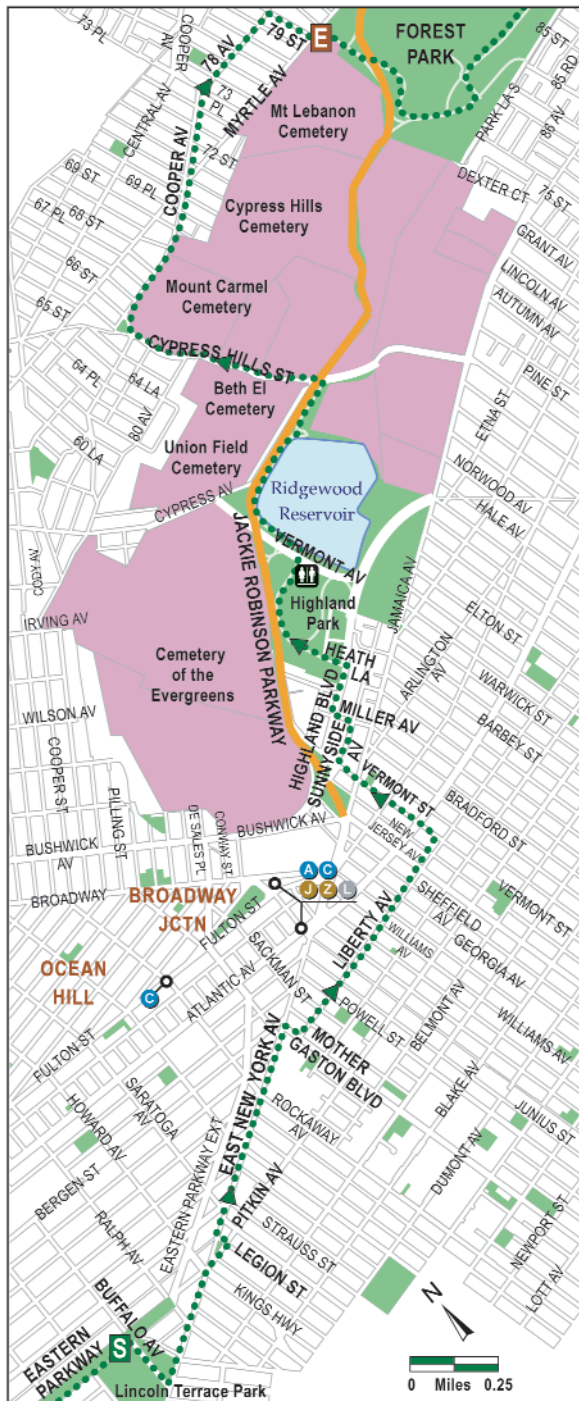 73 PL
COOPER
AV
78 AV
79 ST
E
FOREST
PARK
85 ST
85 RD
86 AV
PARK LA S
CENTRAL AV
73
PL
MYRTLE AV
Mt Lebanon
Cemetery
72 ST
69 ST
69 PL
COOPER AV
DEXTER CT
75 ST
67 PL
68 ST
Cypress Hills
Cemetery
GRANT AV
66 ST
LINCOLN AV
65 ST
Mount Carmel
Cemetery
AUTUMN AV
CYPRESS HILLS ST
64 PL
64 LA
PINE ST
80 AV
Beth El
Cemetery
ETNA ST
60 LA
Union Field
Cemetery
Ridgewood
Reservoir
NORWOOD AV
CYPRESS AV
HALE AV
VERMONT AV
JACKIE ROBINSON PARKWAY
CODY AV
Highland
Park
JAMAICA AV
IRVING AV
ELTON ST
Cemetery
of the
Evergreens
HEATH
LA
ARLINGTON
AV
WARWICK ST
WILSON AV
HIGHLAND BLVD
SUNNYSIDE
AV
MILLER AV
BARBEY ST
COOPER ST
PILLING ST
DE SALES PL
CONWAY ST
VERMONT ST
BRADFORD ST
BUSHWICK AV
NEW
JERSEY AV
BUSHWICK
AV
BROADWAY
A C
J Z L
BROADWAY
JCTN
FULTON ST
SHEFFIELD
AV
VERMONT ST
LIBERTY AV
WILLIAMS
AV
GEORGIA AV
OCEAN
HILL
C
SACKMAN ST
ATLANTIC AV
POWELL ST
BELMONT AV
WILLIAMS AV
FULTON ST
MOTHER
GASTON BLVD
EAST NEW YORK AV
BLAKE AV
SARATOGA
AV
ROCKAWAY
AV
JUNIUS ST
HOWARD AV
DUMONT AV
EASTERN PARKWAY EXT
PITKIN AV
BERGEN ST
NEWPORT ST
RALPH AV
STRAUSS ST
LEGION ST
LOTT AV
BUFFALO AV
KINGS HWY
N
S
EASTERN
PARKWAY
Lincoln Terrace Park
0 Miles 0.25